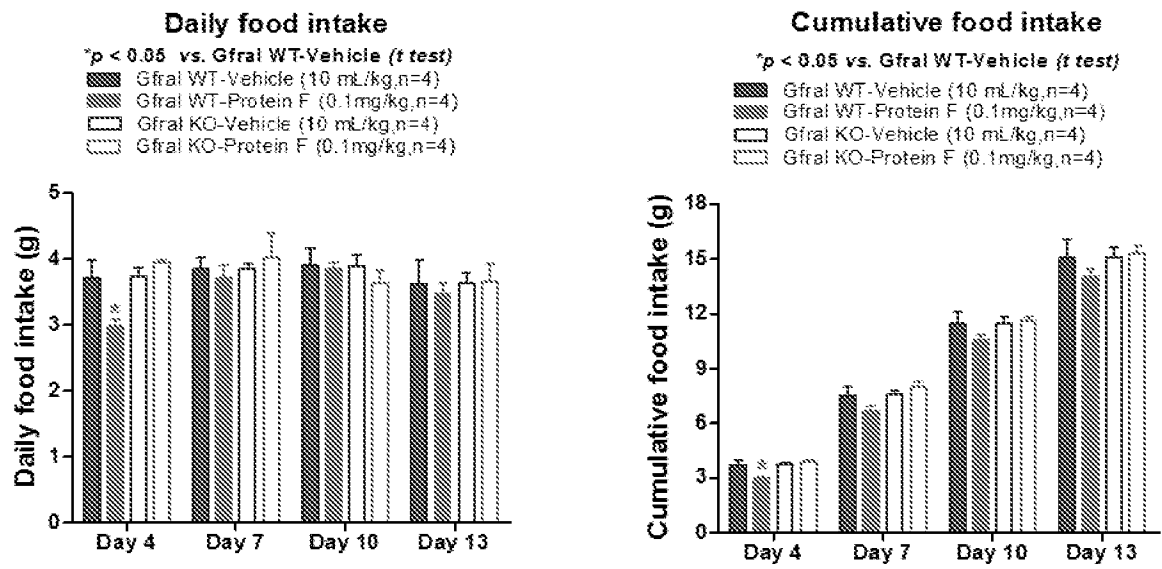 Daily food intake
*p < 0.05 vs. Gfral WT-Vehicle (t test)
Gfral WT-Vehicle (10 mL/kg,n=4)
Gfral WT-Protein F (0.1mg/kg,n=4)
Gfral KO-Vehicle (10 mL/kg,n=4)
Gfral KO-Protein F (0.1mg/kg,n=4)
Daily food intake (g)
5
4
3
2
1
0
*
Day 4 Day 7 Day 10 Day 13
Cumulative food intake
*p < 0.05 vs. Gfral WT-Vehicle (t test)
Gfral WT-Vehicle (10 mL/kg,n=4)
Gfral WT-Protein F (0.1mg/kg,n=4)
Gfral KO-Vehicle (10 mL/kg,n=4)
Gfral KO-Protein F (0.1mg/kg,n=4)
Cumulative food intake (g)
18
15
12
9
6
3
0
*
Day 4 Day 7 Day 10 Day 13